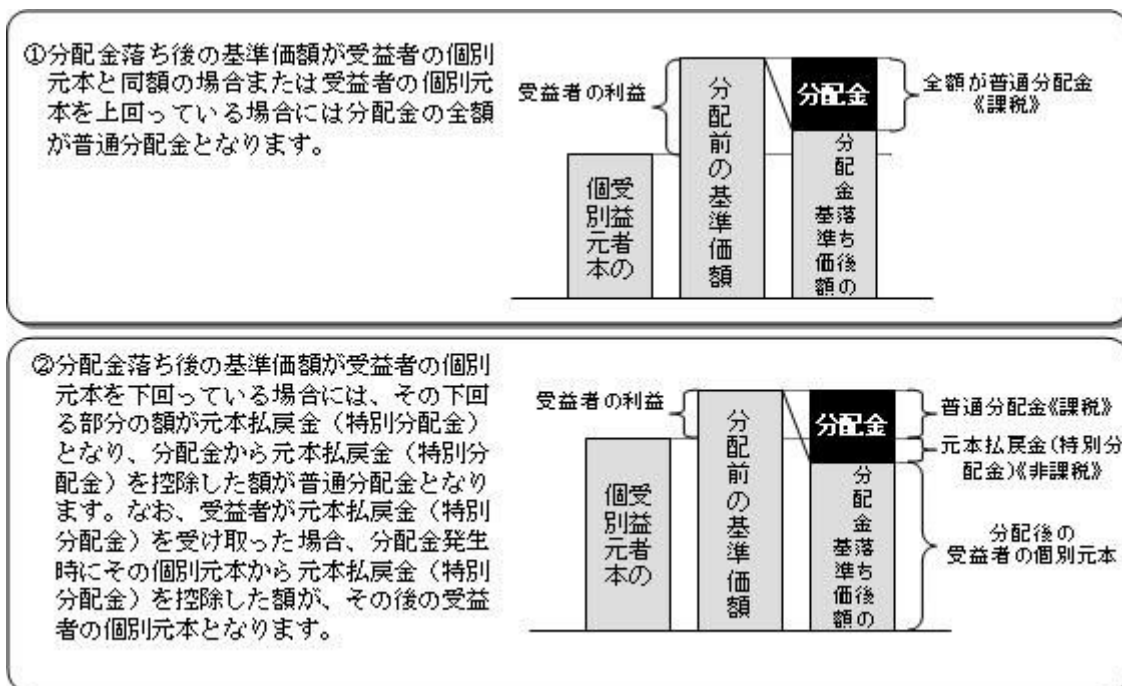 ①分配金落ち後の基準価額が受益者の個別
元本と同額の場合または受益者の個別元
本を上回っている場合には分配金の全額
が普通分配金となります。
受益者の利益
個別元本
受益者の
分配前の基準価額
分配金
基準価額
分配金落ち後の
全額が普通分配金
《課税》
②分配金落ち後の基準価額が受益者の個別
元本を下回っている場合には、その下回
る部分の額が元本払戻金（特別分配金）
となり、分配金から元本払戻金（特別分
配金）を控除した額が普通分配金となり
ます。なお、受益者が元本払戻金（特別
分配金）を受け取った場合、分配金発生
時にその個別元本から元本払戻金（特別
分配金）を控除した額が、その後の受益
者の個別元本となります。
受益者の利益
受益者の
個別元本
分配前の基準価額
分配金
分配金落ち後の
基準価額
普通分配金《課税》
元本払戻金(特別分
配金)《非課税》
分配後の
受益者の個別元本